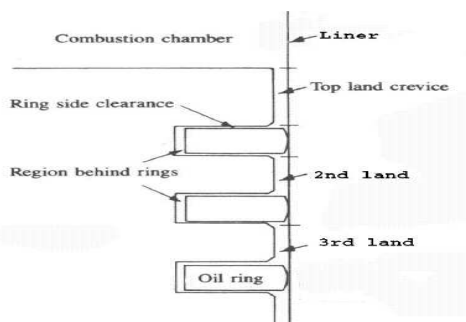 Combustion chamber
Liner
Top land crevice
Ring side clearance
Region behind rings
2nd land
3rd land
Oil ring